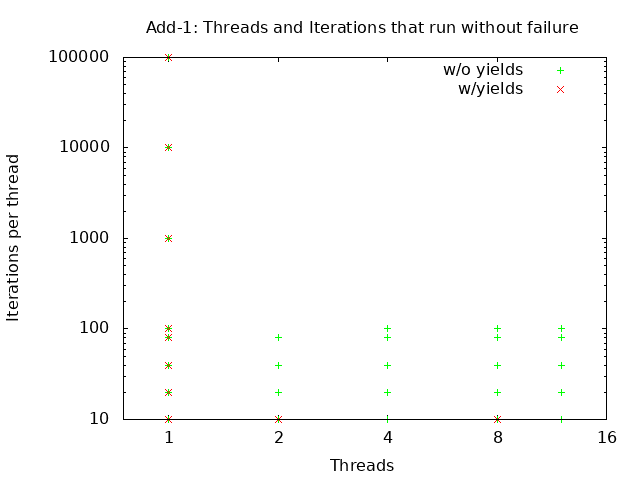 Add-1: Threads and Iterations that run without failure
100000
w/o yields
w/yields
10000
1000
Iterations per thread
100
10
1 2 4 8 16
Threads